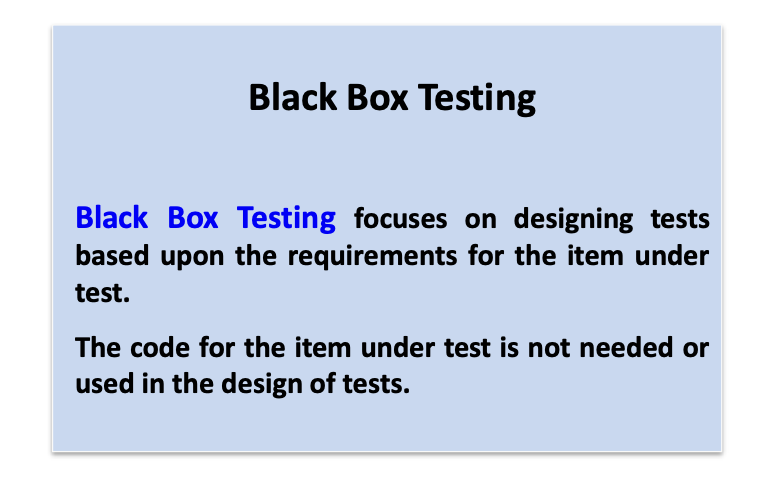 Black Box Testing
Black Box Testing focuses on designing tests
based upon the requirements for the item under
test.
The code for the item under test is not needed or
used in the design of tests.